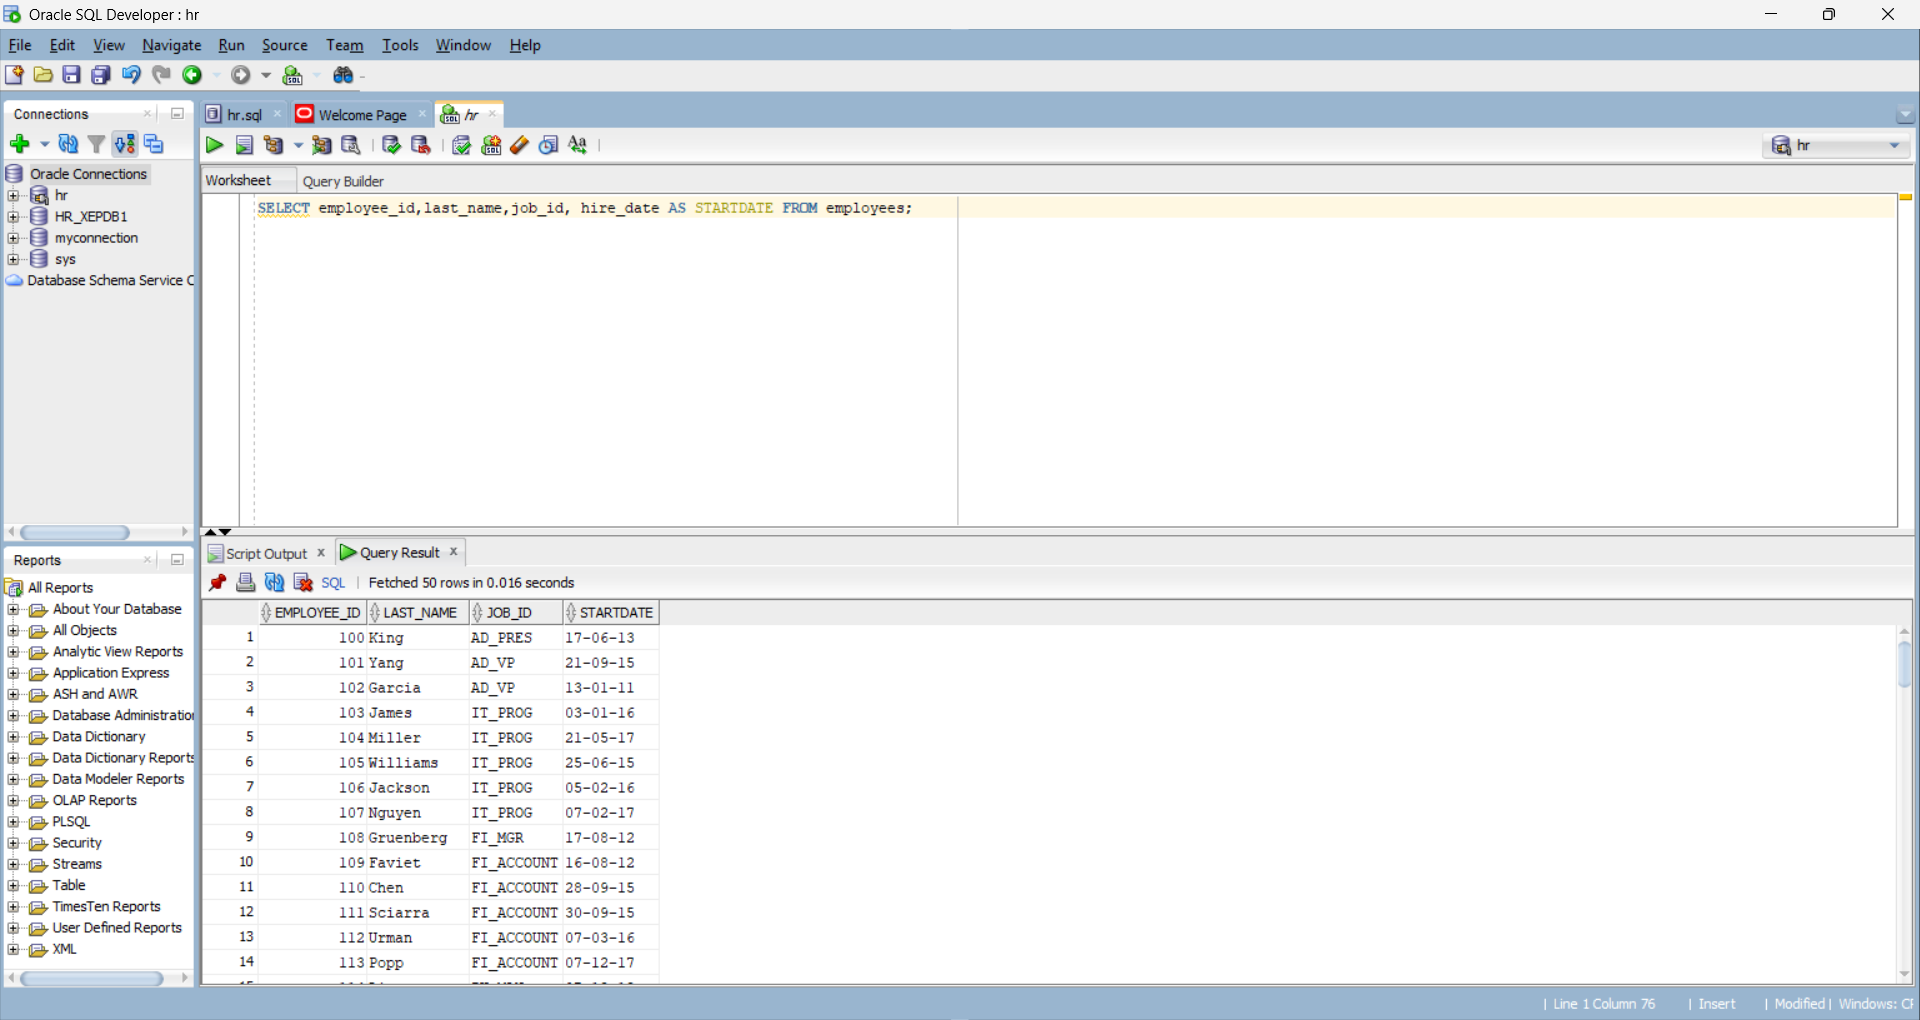 Oracle SQL Developer : hr
File Edit View Navigate Run Source Team Tools Window Help
Connections
Oracle Connections
hr
HR_XEPDB1
myconnection
sys
Database Schema Service C
hr.sql Welcome Page hr
hr
Worksheet Query Builder
SELECT employee_id,last_name,job_id, hire_date AS STARTDATE FROM employees;
Reports
All Reports
About Your Database
All Objects
Analytic View Reports
Application Express
ASH and AWR
Database Administration
Data Dictionary
Data Dictionary Reports
Data Modeler Reports
OLAP Reports
PLSQL
Security
Streams
Table
TimesTen Reports
User Defined Reports
XML
Script Output Query Result
SQL | Fetched 50 rows in 0.016 seconds
EMPLOYEE_ID LAST_NAME JOB_ID STARTDATE
1 100 King AD_PRES 17-06-13
2 101 Yang AD_VP 21-09-15
3 102 Garcia AD_VP 13-01-11
4 103 James IT_PROG 03-01-16
5 104 Miller IT_PROG 21-05-17
6 105 Williams IT_PROG 25-06-15
7 106 Jackson IT_PROG 05-02-16
8 107 Nguyen IT_PROG 07-02-17
9 108 Gruenberg FI_MGR 17-08-12
10 109 Faviet FI_ACCOUNT 16-08-12
11 110 Chen FI_ACCOUNT 28-09-15
12 111 Sciarra FI_ACCOUNT 30-09-15
13 112 Urman FI_ACCOUNT 07-03-16
14 113 Popp FI_ACCOUNT 07-12-17
| Line 1 Column 76 | Insert | Modified | Windows: C